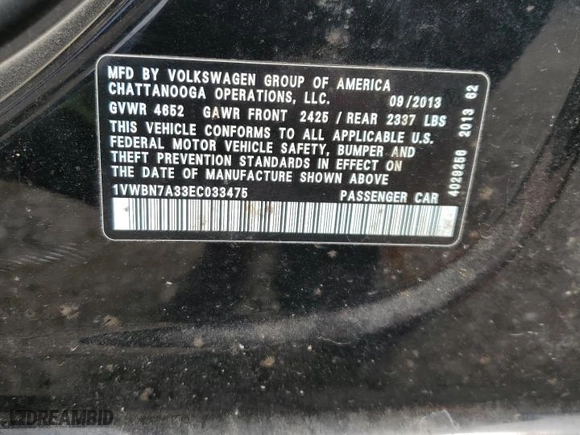 MFD BY VOLKSWAGEN GROUP OF AMERICA
CHATTANOOGA OPERATIONS, LLC. 09/2013
GVWR 4652 GAWR FRONT 2425 / REAR 2337 LBS
THIS VEHICLE CONFORMS TO ALL APPLICABLE U.S.
FEDERAL MOTOR VEHICLE SAFETY, BUMPER AND
THEFT PREVENTION STANDARDS IN EFFECT ON
THE DATE OF MANUFACTURE SHOWN ABOVE
1VWBN7A33EC033475 PASSENGER CAR
4029256 2013 62
DREAMBID